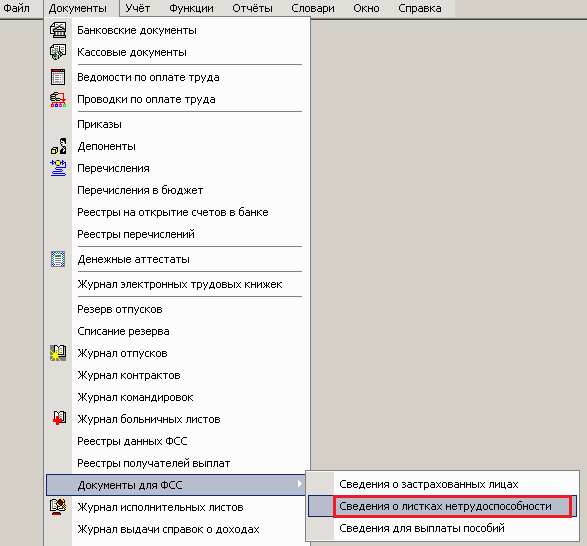 Файл Документы Учёт Функции Отчёты Словари Окно Справка
Банковские документы
Кассовые документы
Ведомости по оплате труда
Проводки по оплате труда
Приказы
Депоненты
Перечисления
Перечисления в бюджет
Реестры на открытие счетов в банке
Реестры перечислений
Денежные аттестаты
Журнал электронных трудовых книжек
Резерв отпусков
Списание резерва
Журнал отпусков
Журнал контрактов
Журнал командировок
Журнал больничных листов
Реестры данных ФСС
Реестры получателей выплат
Документы для ФСС
Журнал исполнительных листов
Журнал выдачи справок о доходах
Сведения о застрахованных лицах
Сведения о листках нетрудоспособности
Сведения для выплаты пособий